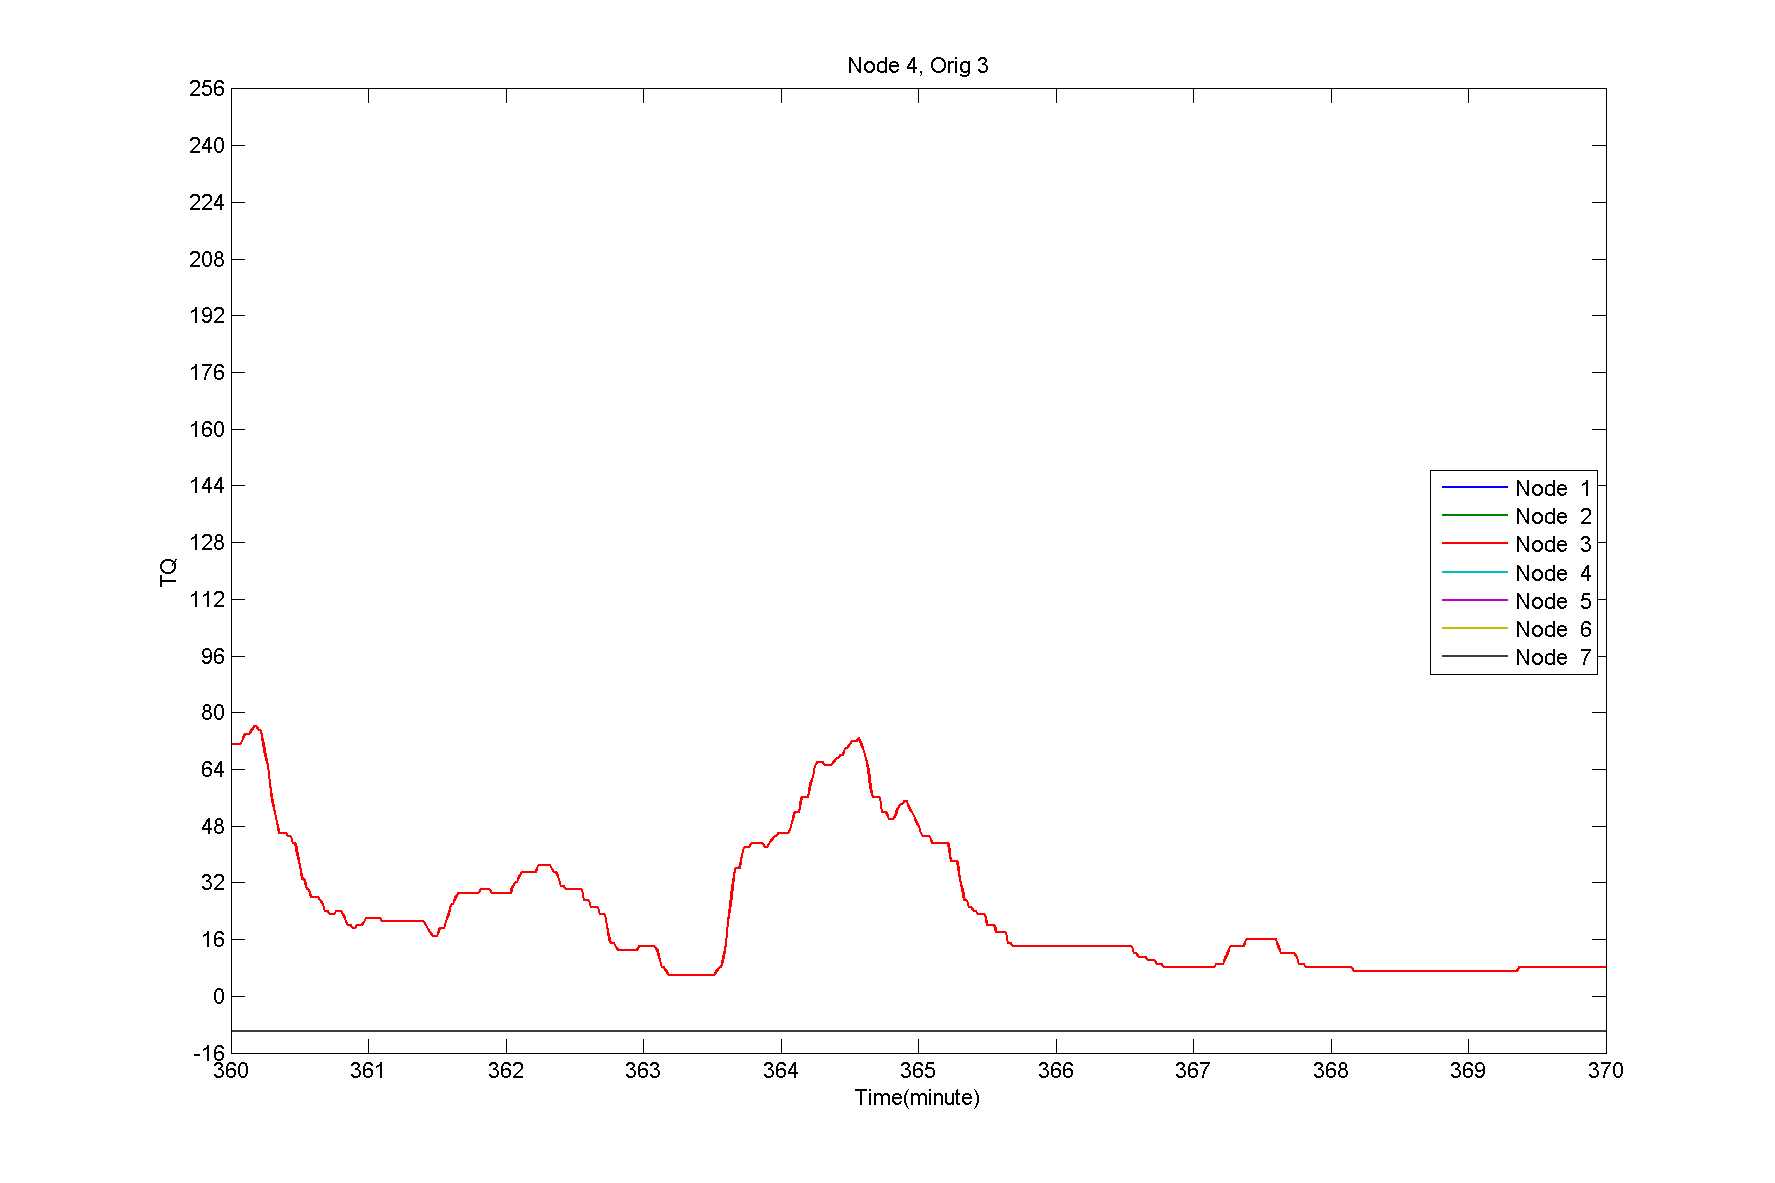 Node 4, Orig 3
256
240
224
208
192
176
160
144
128
112
96
80
64
48
32
16
0
-16
TQ
Node 1
Node 2
Node 3
Node 4
Node 5
Node 6
Node 7
360 361 362 363 364 365 366 367 368 369 370
Time(minute)